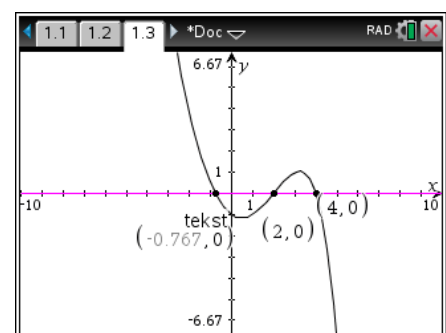 1.1 1.2 1.3 *Doc RAD
6.67 y
1
x
-10 1 10
tekst (4,0)
(-0.767,0) (2,0)
-6.67